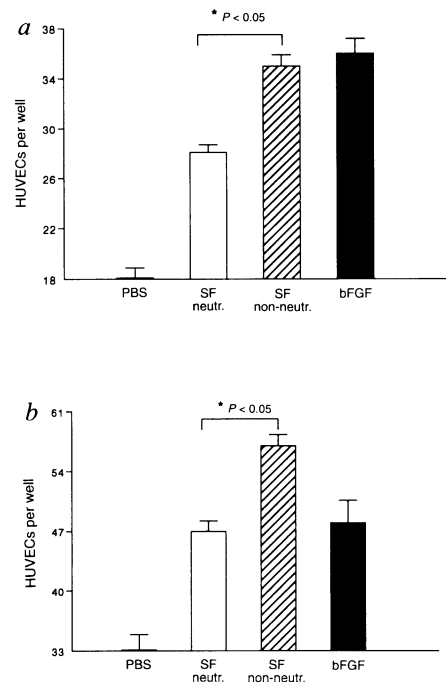 a
* P < 0.05
38
34
30
26
22
18
HUVECs per well
PBS
SF neutr.
SF non-neutr.
bFGF
b
* P < 0.05
61
54
47
40
33
HUVECs per well
PBS
SF neutr.
SF non-neutr.
bFGF